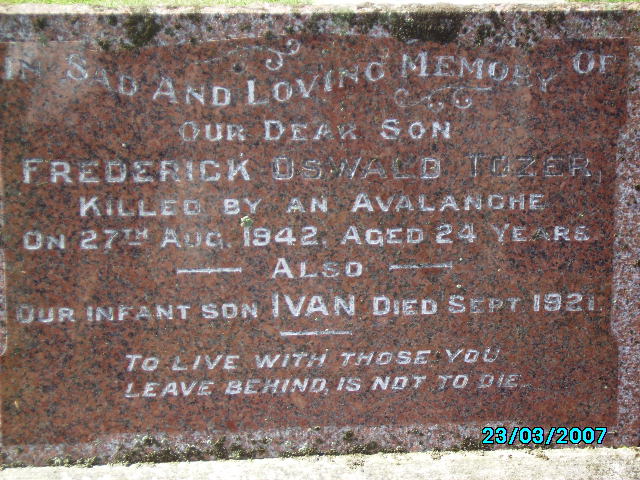 IN SAD AND LOVING MEMORY OF
OUR DEAR SON
FREDERICK OSWALD TOZER,
KILLED BY AN AVALANCHE
ON 27TH AUG. 1942. AGED 24 YEARS
— ALSO —
OUR INFANT SON IVAN DIED SEPT 1921.
TO LIVE WITH THOSE YOU
LEAVE BEHIND, IS NOT TO DIE.
23/03/2007